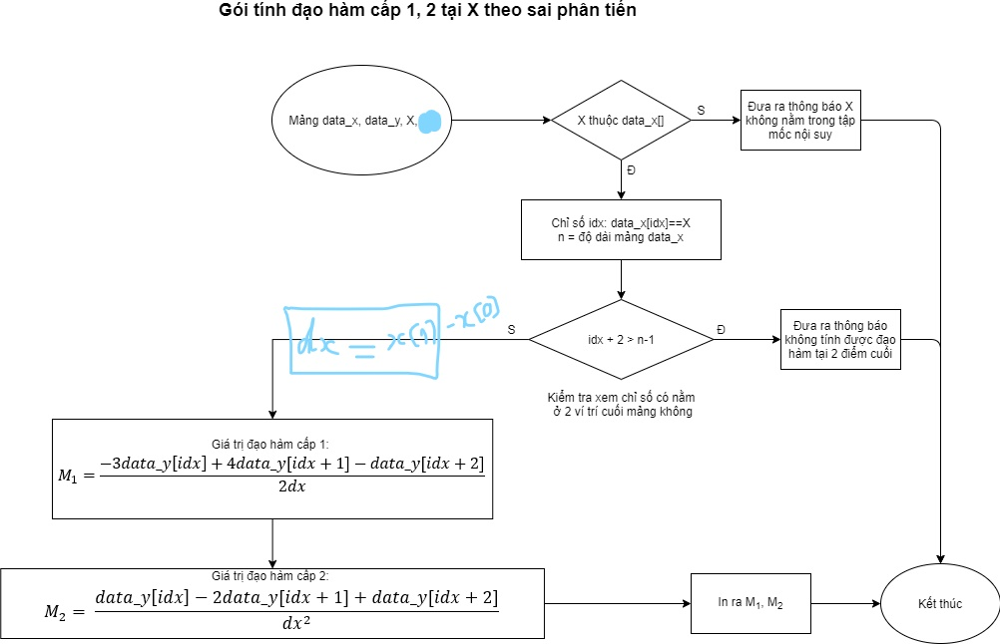 Gói tính đạo hàm cấp 1, 2 tại X theo sai phân tiến
Mảng data_x, data_y, X,
X thuộc data_x[]
S
Đưa ra thông báo X
không nằm trong tập
mốc nội suy
Đ
Chỉ số idx: data_x[idx]==X
n = độ dài mảng data_x
dx = x[1] - x[0]
S
idx + 2 > n-1
Đ
Đưa ra thông báo
không tính được đạo
hàm tại 2 điểm cuối
Kiểm tra xem chỉ số có nằm
ở 2 ví trí cuối mảng không
Giá trị đạo hàm cấp 1:
M₁ = (−3data_y[idx] + 4data_y[idx + 1] − data_y[idx + 2]) / 2dx
Giá trị đạo hàm cấp 2:
M₂ = (data_y[idx] − 2data_y[idx + 1] + data_y[idx + 2]) / dx²
In ra M₁, M₂
Kết thúc